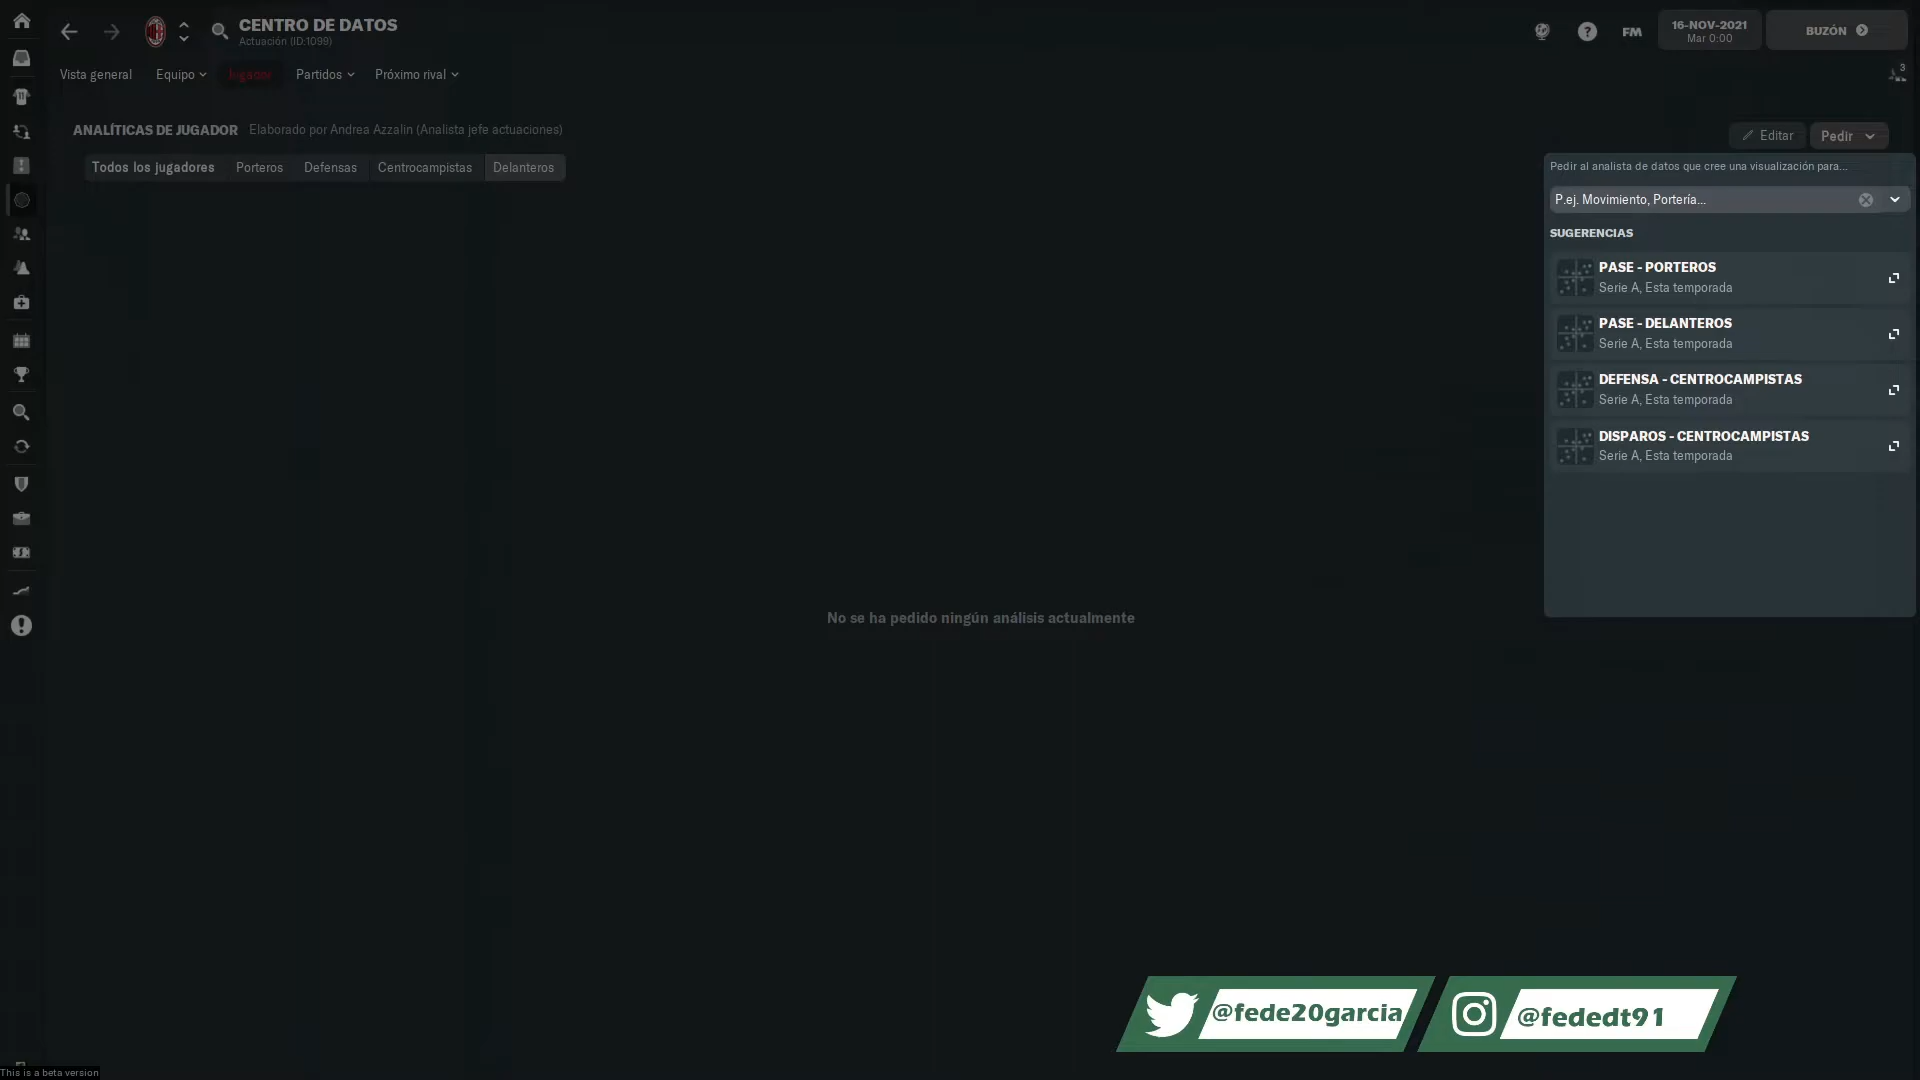 CENTRO DE DATOS
Actuación (ID:1099)
FM
16-NOV-2021
Mar 0:00
BUZÓN
Vista general
Equipo
Jugador
Partidos
Próximo rival
3
ANALÍTICAS DE JUGADOR
Elaborado por Andrea Azzalin (Analista jefe actuaciones)
Editar
Pedir
Todos los jugadores
Porteros
Defensas
Centrocampistas
Delanteros
Pedir al analista de datos que cree una visualización para...
P.ej. Movimiento, Portería...
SUGERENCIAS
PASE - PORTEROS
Serie A, Esta temporada
PASE - DELANTEROS
Serie A, Esta temporada
DEFENSA - CENTROCAMPISTAS
Serie A, Esta temporada
DISPAROS - CENTROCAMPISTAS
Serie A, Esta temporada
No se ha pedido ningún análisis actualmente
@fede20garcia
@fededt91
This is a beta version